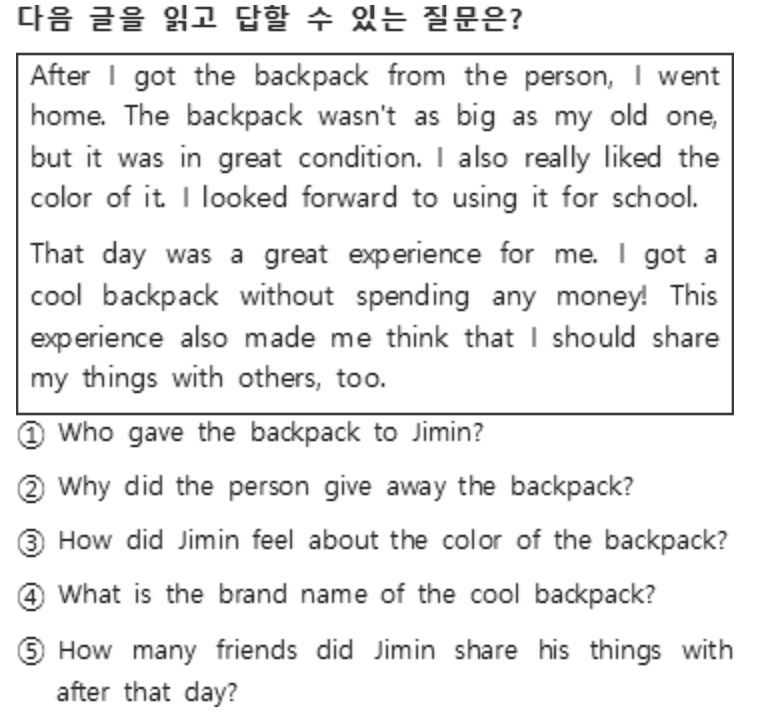 다음 글을 읽고 답할 수 있는 질문은?
After I got the backpack from the person, I went
home. The backpack wasn't as big as my old one,
but it was in great condition. I also really liked the
color of it. I looked forward to using it for school.
That day was a great experience for me. I got a
cool backpack without spending any money! This
experience also made me think that I should share
my things with others, too.
① Who gave the backpack to Jimin?
② Why did the person give away the backpack?
③ How did Jimin feel about the color of the backpack?
④ What is the brand name of the cool backpack?
⑤ How many friends did Jimin share his things with
after that day?